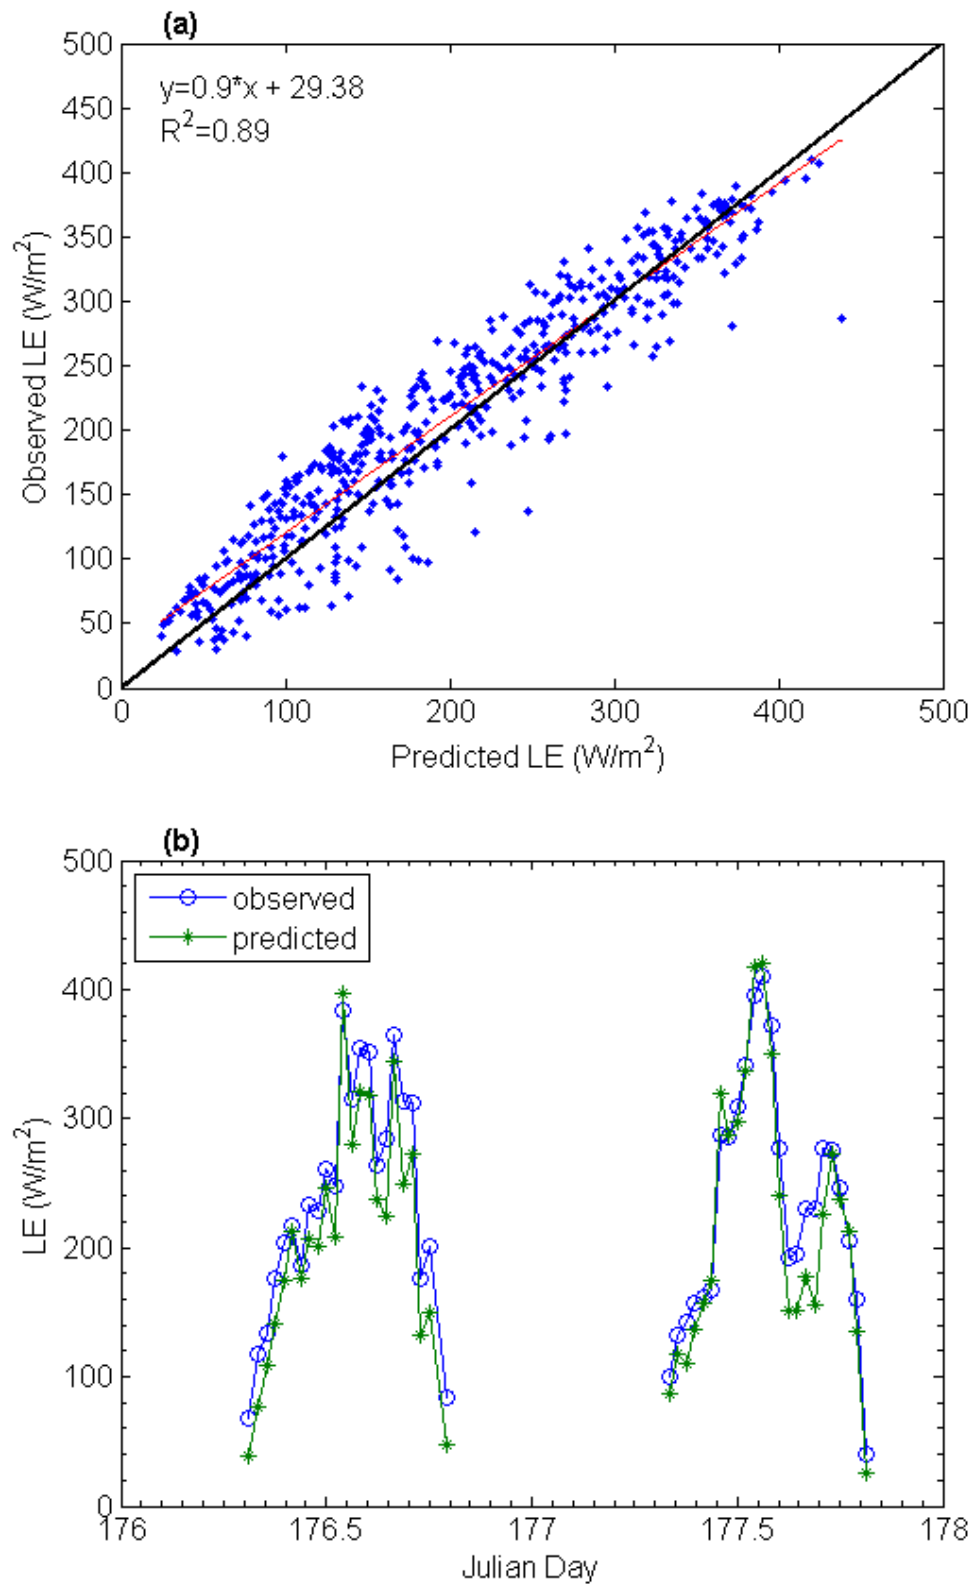 (a)
500
450
400
350
300
250
200
150
100
50
0
Observed LE (W/m²)
y=0.9*x + 29.38
R²=0.89
0 100 200 300 400 500
Predicted LE (W/m²)
(b)
500
400
300
200
100
0
LE (W/m²)
observed
predicted
176 176.5 177 177.5 178
Julian Day